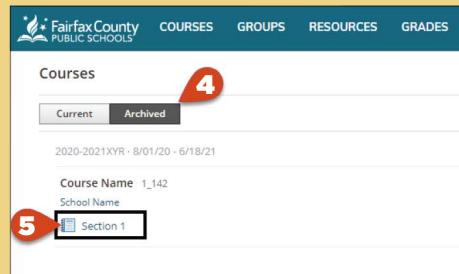 Fairfax County
PUBLIC SCHOOLS
COURSES GROUPS RESOURCES GRADES
Courses
4
Current Archived
2020-2021XYR · 8/01/20 - 6/18/21
Course Name 1_142
School Name
5
Section 1